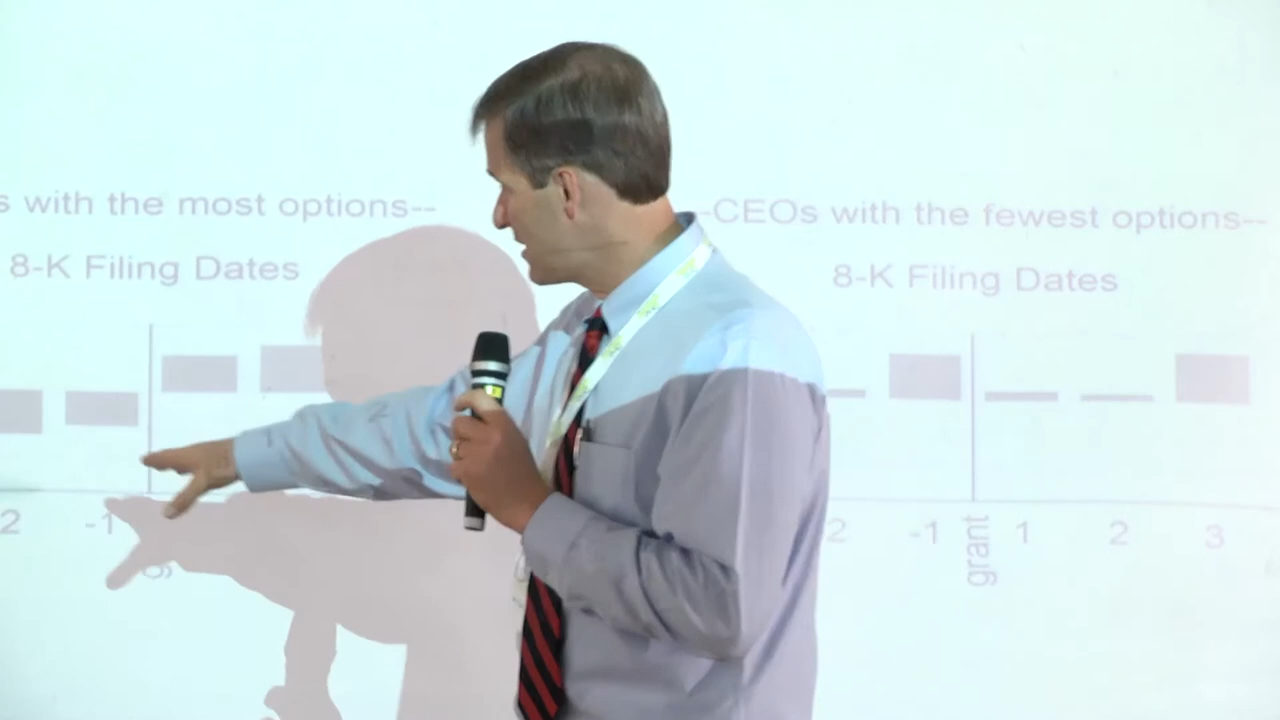 s with the most options--
8-K Filing Dates
2 -1
-CEOs with the fewest options--
8-K Filing Dates
2 -1 grant 1 2 3